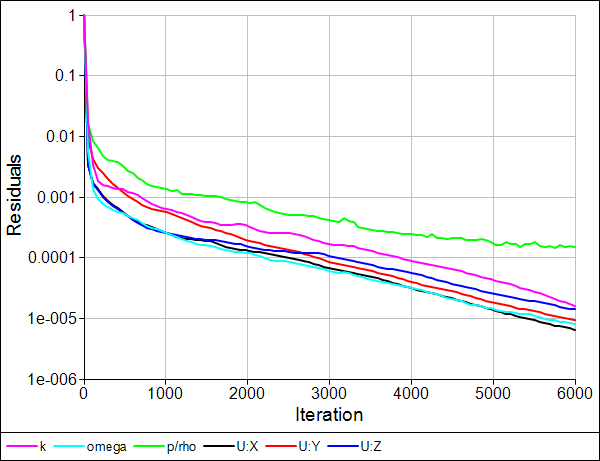 1
0.1
0.01
0.001
0.0001
1e-005
1e-006
Residuals
0 1000 2000 3000 4000 5000 6000
Iteration
k omega p/rho U:X U:Y U:Z